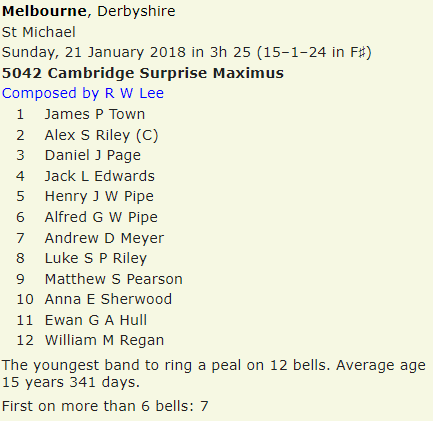 Melbourne, Derbyshire
St Michael
Sunday, 21 January 2018 in 3h 25 (15–1–24 in F♯)
5042 Cambridge Surprise Maximus
Composed by R W Lee
1 James P Town
2 Alex S Riley (C)
3 Daniel J Page
4 Jack L Edwards
5 Henry J W Pipe
6 Alfred G W Pipe
7 Andrew D Meyer
8 Luke S P Riley
9 Matthew S Pearson
10 Anna E Sherwood
11 Ewan G A Hull
12 William M Regan
The youngest band to ring a peal on 12 bells. Average age
15 years 341 days.
First on more than 6 bells: 7